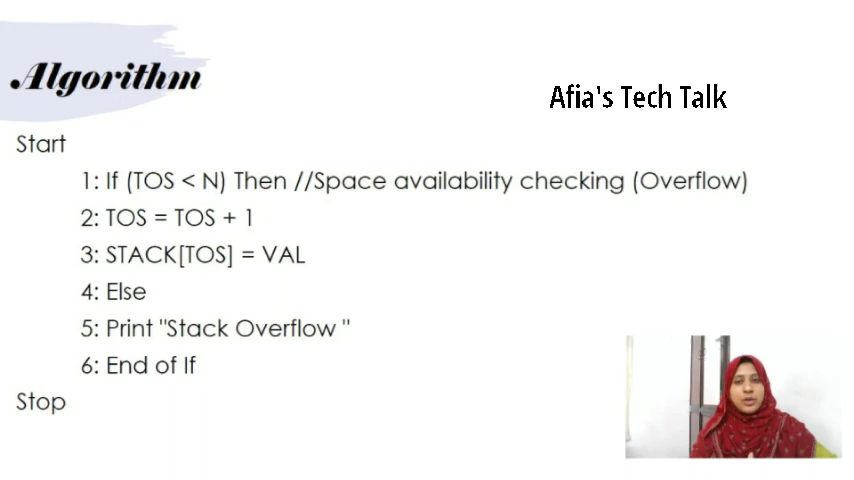 Algorithm
Afia's Tech Talk
Start
1: If (TOS < N) Then //Space availability checking (Overflow)
2: TOS = TOS + 1
3: STACK[TOS] = VAL
4: Else
5: Print "Stack Overflow "
6: End of If
Stop